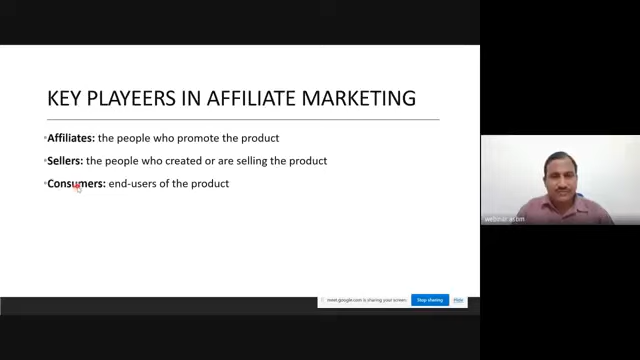 KEY PLAYEERS IN AFFILIATE MARKETING
•Affiliates: the people who promote the product
•Sellers: the people who created or are selling the product
•Consumers: end-users of the product
webinar astim
meet.google.com is sharing your screen.
Stop sharing
Hide